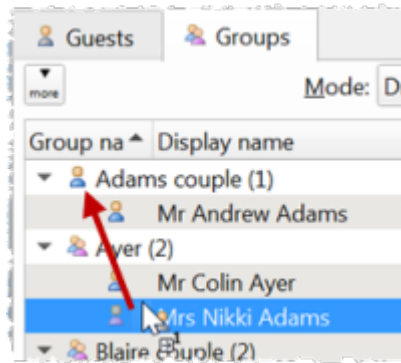 Guests Groups
more Mode: D
Group na Display name
Adams couple (1)
Mr Andrew Adams
Ayer (2)
Mr Colin Ayer
Mrs Nikki Adams
Blaire couple (2)